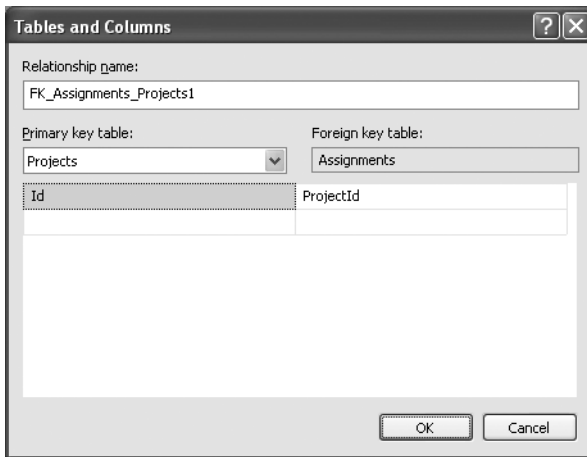 Tables and Columns
Relationship name:
FK_Assignments_Projects1
Primary key table:
Foreign key table:
Projects
Assignments
Id
ProjectId
OK
Cancel